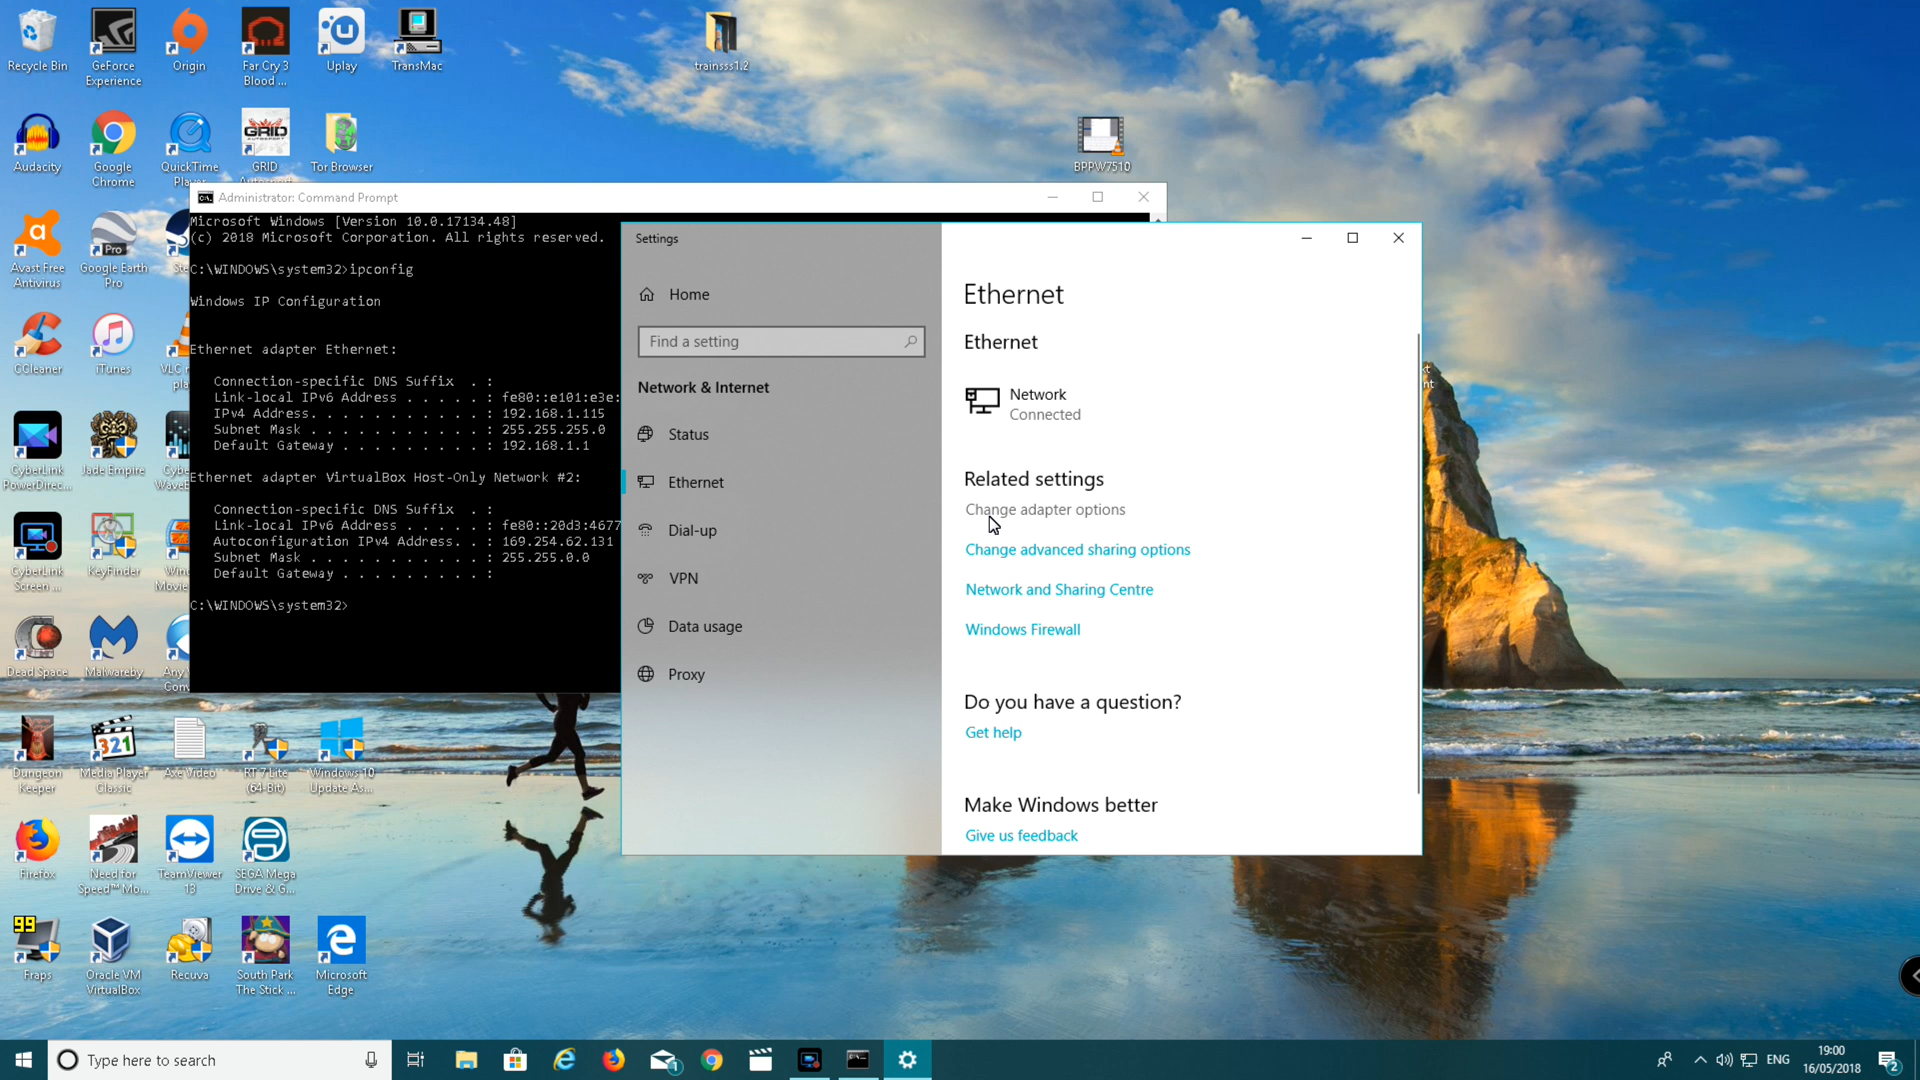 Recycle Bin
GeForce
Experience
Origin
Far Cry 3
Blood ...
Uplay
TransMac
trainsss1.2
Audacity
Google
Chrome
QuickTime
Player
GRID
GRID
Tor Browser
BPPW7510
Avast Free
Antivirus
Pro
Google Earth
Pro
CCleaner
iTunes
VLC
CyberLink
PowerDirec...
Jade Empire
CyberLink
Screen ...
KeyFinder
Dead Space
Malwareby
Dungeon
Keeper
321
Media Player
Classic
Axe Video
RT 7 Lite
(64-Bit)
Windows 10
Update As...
Firefox
Need for
Speed™ Mo...
TeamViewer
13
SEGA Mega
Drive & G...
99
Fraps
Oracle VM
VirtualBox
Recuva
South Park
The Stick ...
Microsoft
Edge
Administrator: Command Prompt
Microsoft Windows [Version 10.0.17134.48]
(c) 2018 Microsoft Corporation. All rights reserved.
C:\WINDOWS\system32>ipconfig
Windows IP Configuration
Ethernet adapter Ethernet:
Connection-specific DNS Suffix . :
Link-local IPv6 Address . . . . . : fe80::e101:e3e:
IPv4 Address. . . . . . . . . . . : 192.168.1.115
Subnet Mask . . . . . . . . . . . : 255.255.255.0
Default Gateway . . . . . . . . . : 192.168.1.1
Ethernet adapter VirtualBox Host-Only Network #2:
Connection-specific DNS Suffix . :
Link-local IPv6 Address . . . . . : fe80::20d3:4677
Autoconfiguration IPv4 Address. . : 169.254.62.131
Subnet Mask . . . . . . . . . . . : 255.255.0.0
Default Gateway . . . . . . . . . :
C:\WINDOWS\system32>
Settings
Home
Find a setting
Network & Internet
Status
Ethernet
Dial-up
VPN
Data usage
Proxy
Ethernet
Ethernet
Network
Connected
Related settings
Change adapter options
Change advanced sharing options
Network and Sharing Centre
Windows Firewall
Do you have a question?
Get help
Make Windows better
Give us feedback
Type here to search
1
ENG
19:00
16/05/2018
2